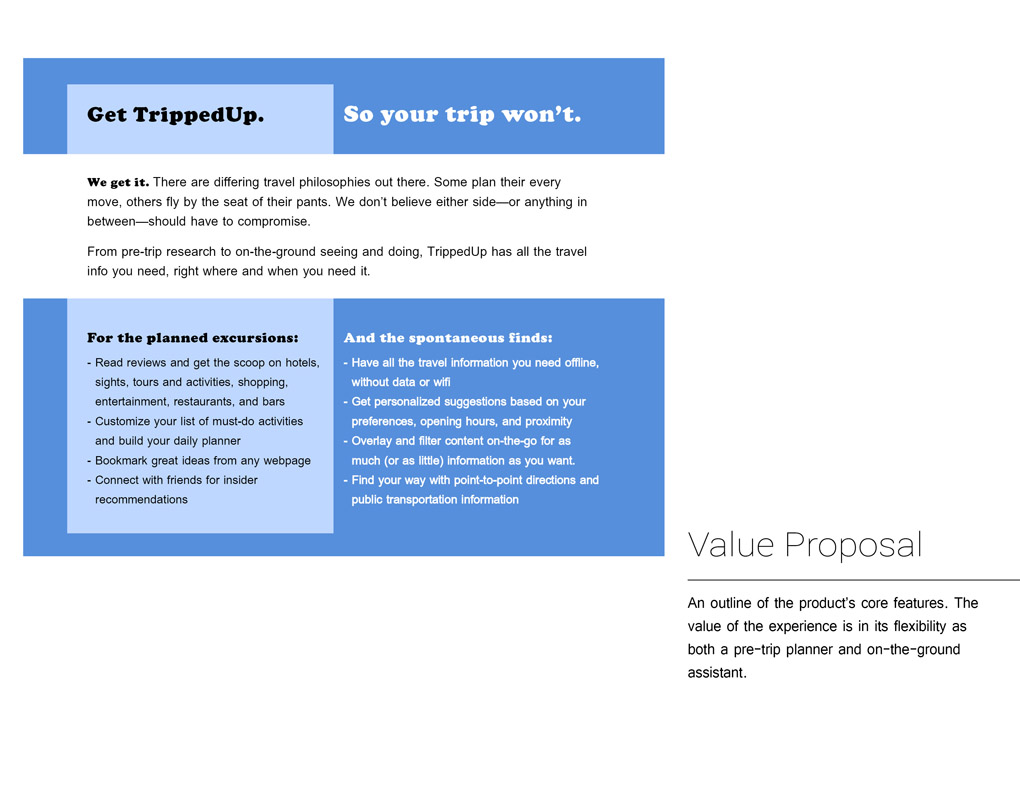 Get TrippedUp.
So your trip won’t.
We get it. There are differing travel philosophies out there. Some plan their every
move, others fly by the seat of their pants. We don’t believe either side—or anything in
between—should have to compromise.
From pre-trip research to on-the-ground seeing and doing, TrippedUp has all the travel
info you need, right where and when you need it.
For the planned excursions:
- Read reviews and get the scoop on hotels,
sights, tours and activities, shopping,
entertainment, restaurants, and bars
- Customize your list of must-do activities
and build your daily planner
- Bookmark great ideas from any webpage
- Connect with friends for insider
recommendations
And the spontaneous finds:
- Have all the travel information you need offline,
without data or wifi
- Get personalized suggestions based on your
preferences, opening hours, and proximity
- Overlay and filter content on-the-go for as
much (or as little) information as you want.
- Find your way with point-to-point directions and
public transportation information
Value Proposal
An outline of the product’s core features. The
value of the experience is in its flexibility as
both a pre-trip planner and on-the-ground
assistant.